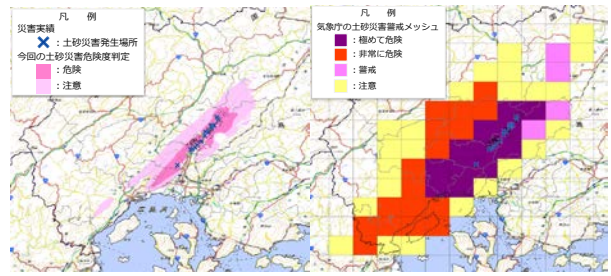 凡 例
災害実績
：土砂災害発生場所
今回の土砂災害危険度判定
：危険
：注意
広島湾
凡 例
気象庁の土砂災害警戒メッシュ
：極めて危険
：非常に危険
：警戒
：注意
島